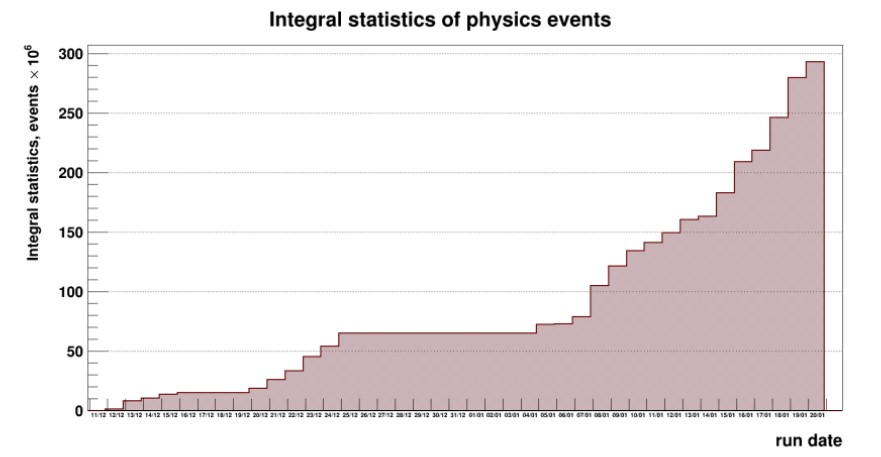 Integral statistics of physics events
Integral statistics, events × 10⁶
300
250
200
150
100
50
0
11/12 12/12 13/12 14/12 15/12 16/12 17/12 18/12 19/12 20/12 21/12 22/12 23/12 24/12 25/12 26/12 27/12 28/12 29/12 30/12 31/12 01/01 02/01 03/01 04/01 05/01 06/01 07/01 08/01 09/01 10/01 11/01 12/01 13/01 14/01 15/01 16/01 17/01 18/01 19/01 20/01
run date